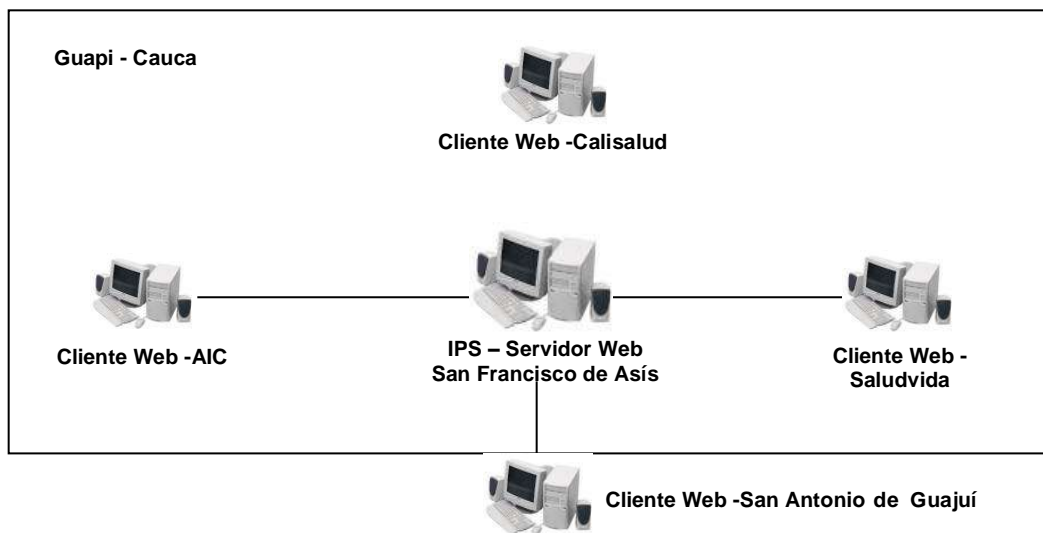 Guapi - Cauca
Cliente Web -Calisalud
Cliente Web -AIC
IPS – Servidor Web
San Francisco de Asís
Cliente Web -
Saludvida
Cliente Web -San Antonio de Guajuí